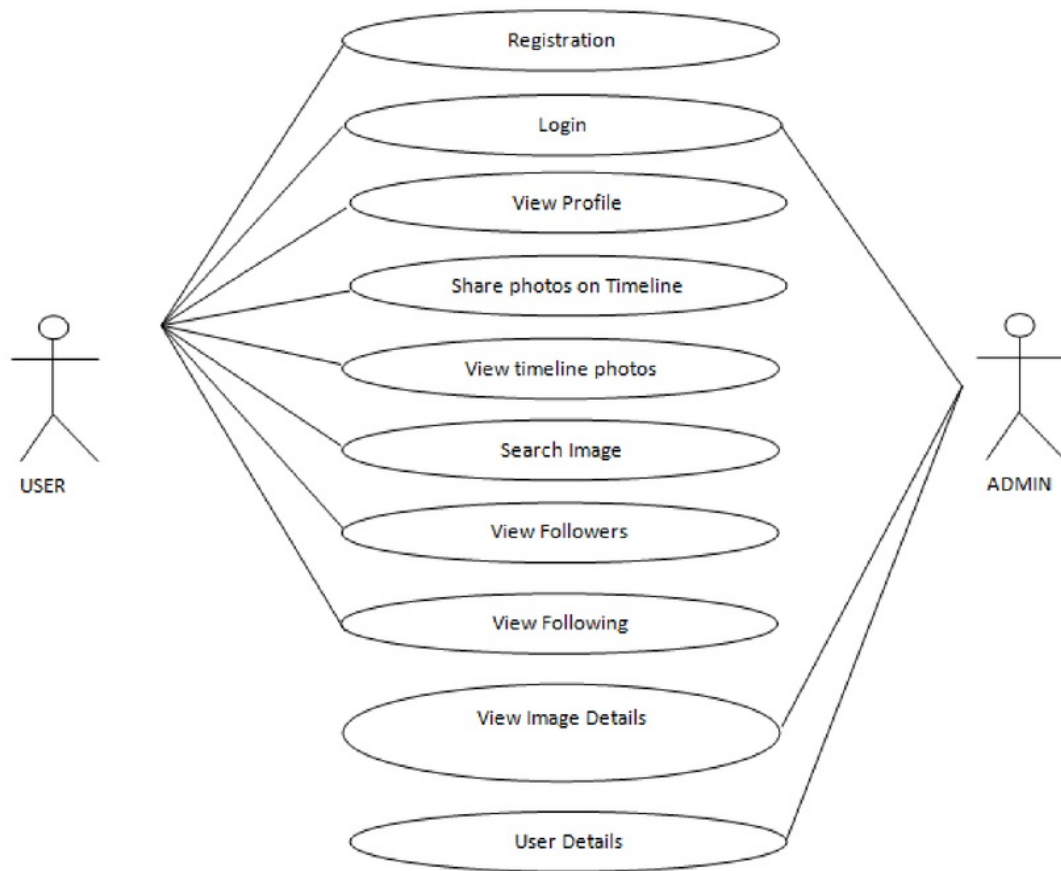 Registration
Login
View Profile
Share photos on Timeline
View timeline photos
Search Image
USER
ADMIN
View Followers
View Following
View Image Details
User Details